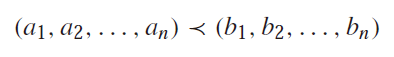 (a₁, a₂, . . . , aₙ) ≺ (b₁, b₂, . . . , bₙ)